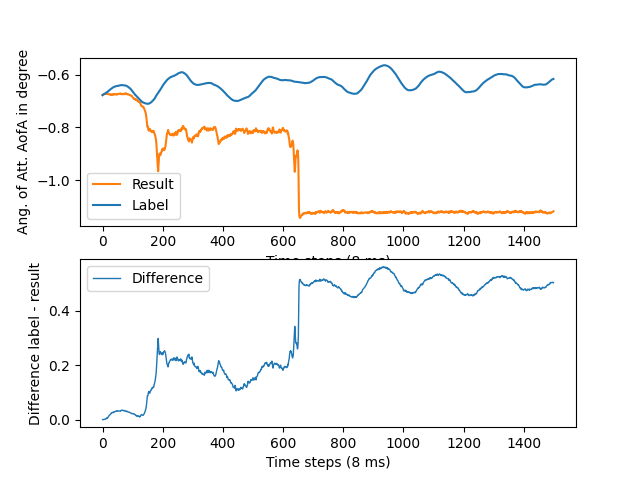 Ang. of Att. AofA in degree
−0.6
−0.8
−1.0
Result
Label
0 200 400 600 800 1000 1200 1400
Time steps (8 ms)
Difference label - result
0.4
0.2
0.0
Difference
0 200 400 600 800 1000 1200 1400
Time steps (8 ms)